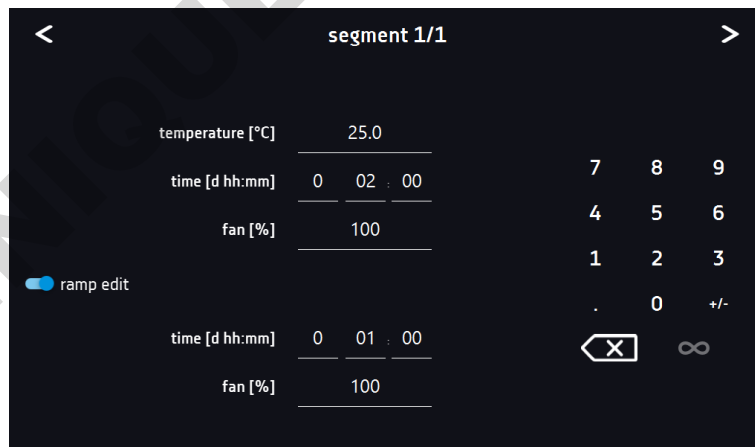 < segment 1/1 >
temperature [°C] 25.0
time [d hh:mm] 0 02 : 00
fan [%] 100
ramp edit
time [d hh:mm] 0 01 : 00
fan [%] 100
7 8 9
4 5 6
1 2 3
. 0 +/-
∞
NIQUE